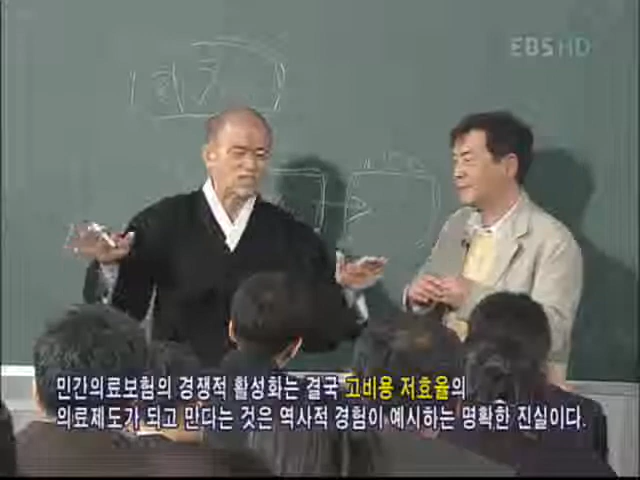 EBS HD
민간의료보험의 경쟁적 활성화는 결국 고비용 저효율의
의료제도가 되고 만다는 것은 역사적 경험이 예시하는 명확한 진실이다.